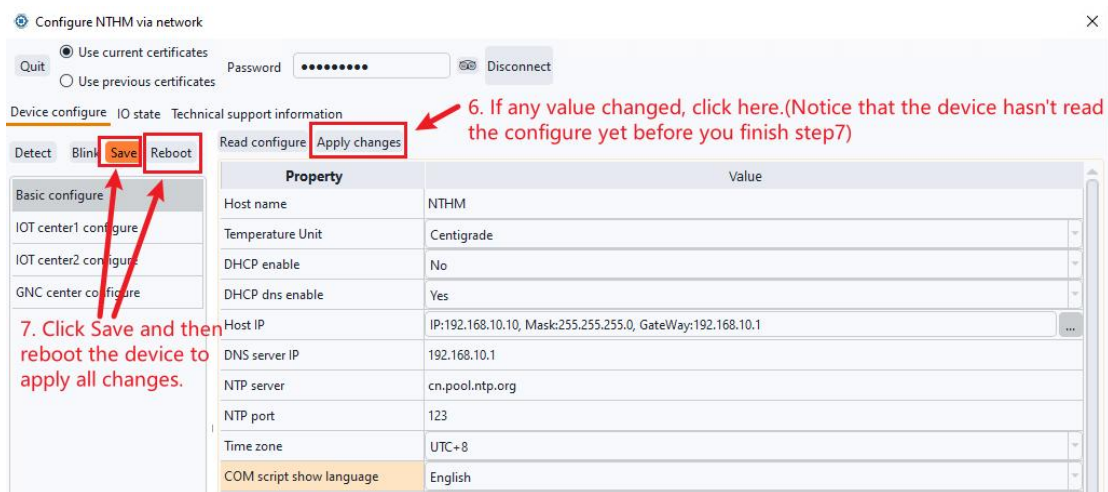 Configure NTHM via network
Quit
Use current certificates
Use previous certificates
Password
Disconnect
Device configure IO state Technical support information
6. If any value changed, click here.(Notice that the device hasn't read
the configure yet before you finish step7)
Detect Blink Save Reboot
Read configure Apply changes
Property Value
Basic configure
IOT center1 configure
IOT center2 configure
GNC center configure
7. Click Save and then
reboot the device to
apply all changes.
Host name NTHM
Temperature Unit Centigrade
DHCP enable No
DHCP dns enable Yes
Host IP IP:192.168.10.10, Mask:255.255.255.0, GateWay:192.168.10.1 ...
DNS server IP 192.168.10.1
NTP server cn.pool.ntp.org
NTP port 123
Time zone UTC+8
COM script show language English